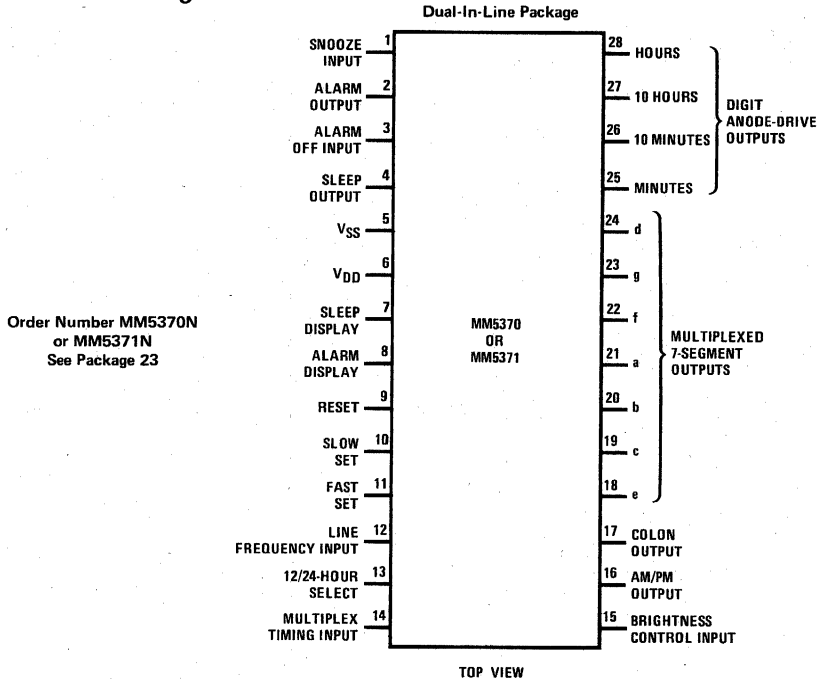 Dual-In-Line Package
SNOOZE
INPUT
1
ALARM
OUTPUT
2
ALARM
OFF INPUT
3
SLEEP
OUTPUT
4
VSS
5
VDD
6
SLEEP
DISPLAY
7
ALARM
DISPLAY
8
RESET
9
SLOW
SET
10
FAST
SET
11
LINE
FREQUENCY INPUT
12
12/24-HOUR
SELECT
13
MULTIPLEX
TIMING INPUT
14
Order Number MM5370N
or MM5371N
See Package 23
MM5370
OR
MM5371
28 HOURS
27 10 HOURS
26 10 MINUTES
25 MINUTES
DIGIT
ANODE-DRIVE
OUTPUTS
24 d
23 g
22 f
21 a
20 b
19 c
18 e
MULTIPLEXED
7-SEGMENT
OUTPUTS
17 COLON
OUTPUT
16 AM/PM
OUTPUT
15 BRIGHTNESS
CONTROL INPUT
TOP VIEW